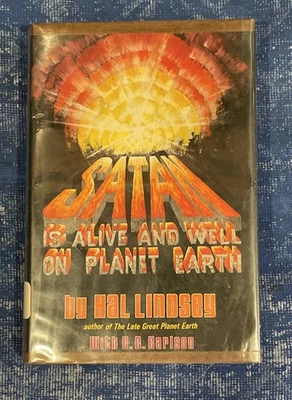 SATAN
IS ALIVE AND WELL
ON PLANET EARTH
by Hal Lindsey
author of The Late Great Planet Earth
With C. C. Carlson